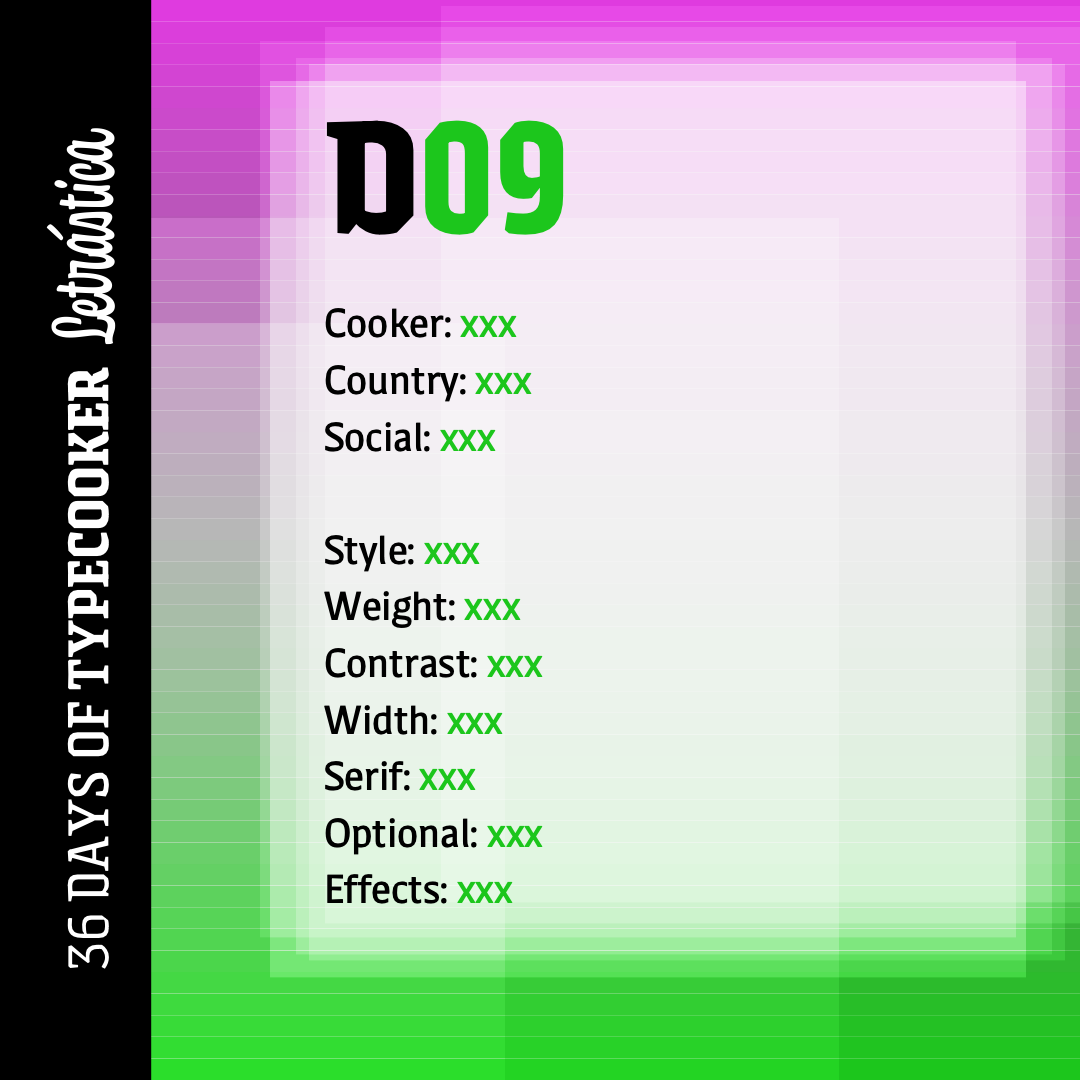 36 DAYS OF TYPECOOKER Letrástica
D09
Cooker: xxx
Country: xxx
Social: xxx
Style: xxx
Weight: xxx
Contrast: xxx
Width: xxx
Serif: xxx
Optional: xxx
Effects: xxx